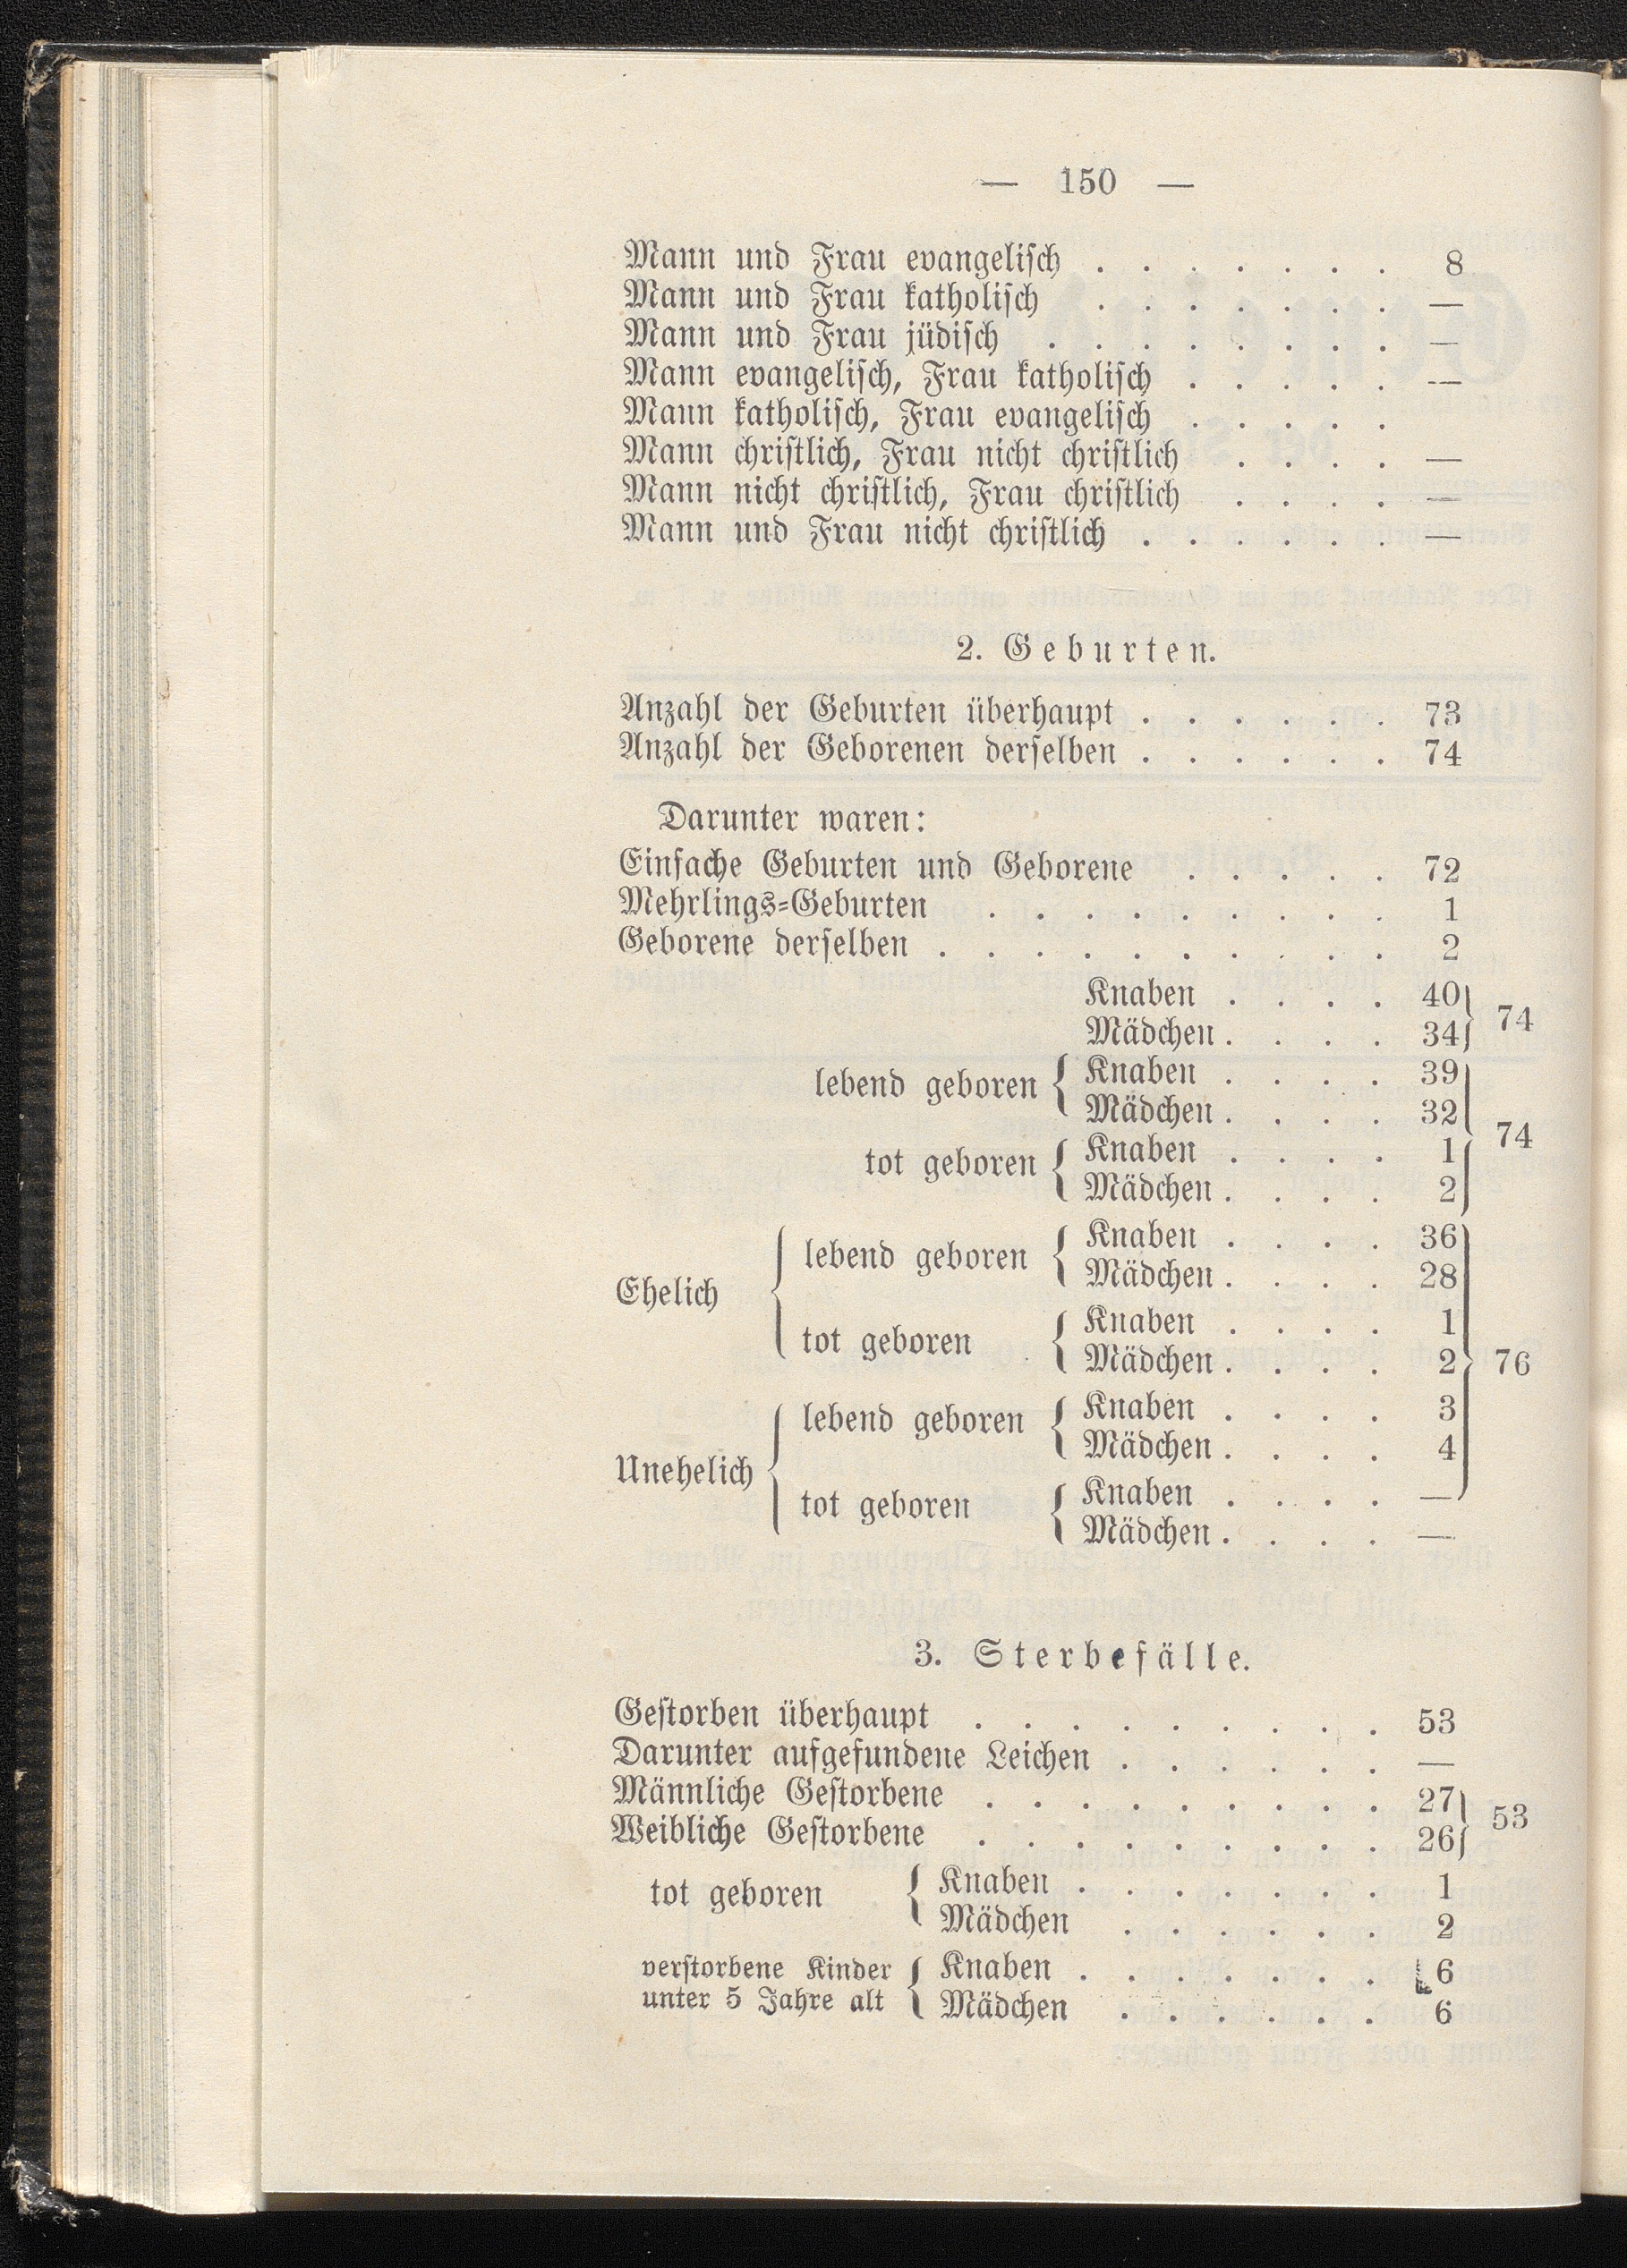 — 150 —
Mann und Frau evangelisch . . . . . . . 8
Mann und Frau katholisch . . . . . . . —
Mann und Frau jüdisch . . . . . . . . —
Mann evangelisch, Frau katholisch . . . . . —
Mann katholisch, Frau evangelisch . . . . .
Mann christlich, Frau nicht christlich . . . . —
Mann nicht christlich, Frau christlich . . . . —
Mann und Frau nicht christlich . . . . . . —
2. Geburten.
Anzahl der Geburten überhaupt . . . . . . 73
Anzahl der Geborenen derselben . . . . . . 74
Darunter waren:
Einfache Geburten und Geborene . . . . . 72
Mehrlings-Geburten . . . . . . . . . 1
Geborene derselben . . . . . . . . . . 2
Knaben . . . . 40
74
Mädchen . . . . 34
lebend geboren { Knaben . . . . 39
Mädchen . . . . 32
74
tot geboren { Knaben . . . . 1
Mädchen . . . . 2
Ehelich { lebend geboren { Knaben . . . . 36
Mädchen . . . . 28
tot geboren { Knaben . . . . 1
Mädchen . . . . 2
76
Unehelich { lebend geboren { Knaben . . . . 3
Mädchen . . . . 4
tot geboren { Knaben . . . . —
Mädchen . . . . —
3. Sterbefälle.
Gestorben überhaupt . . . . . . . . . 53
Darunter aufgefundene Leichen . . . . . . —
Männliche Gestorbene . . . . . . . . . 27
53
Weibliche Gestorbene . . . . . . . . . 26
tot geboren { Knaben . . . . . . . 1
Mädchen . . . . . . 2
verstorbene Kinder { Knaben . . . . . . . 6
unter 5 Jahre alt { Mädchen . . . . . . 6